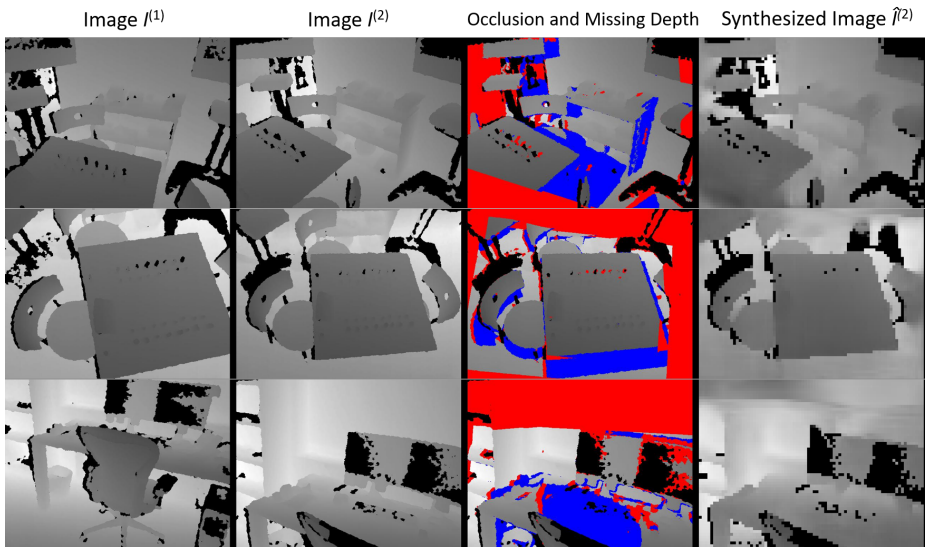 Image I⁽¹⁾
Image I⁽²⁾
Occlusion and Missing Depth
Synthesized Image Î⁽²⁾